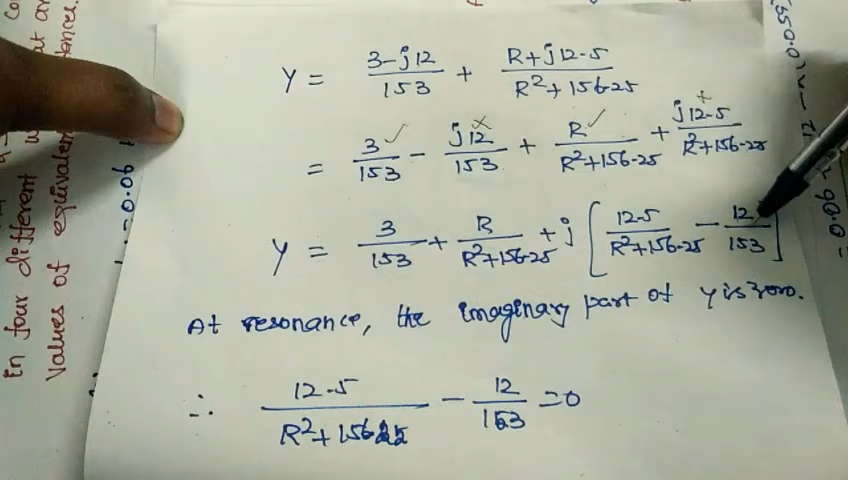 Y = 3-j12/153 + R+j12.5/R²+156.25
= 3/153 - j12/153 + R/R²+156.25 + j12.5/R²+156.25
Y = 3/153 + R/R²+156.25 + j[12.5/R²+156.25 - 12/153]
At resonance, the imaginary part of Y is zero.
∴ 12.5/R²+156.25 - 12/153 = 0
In four different
values of equivalen